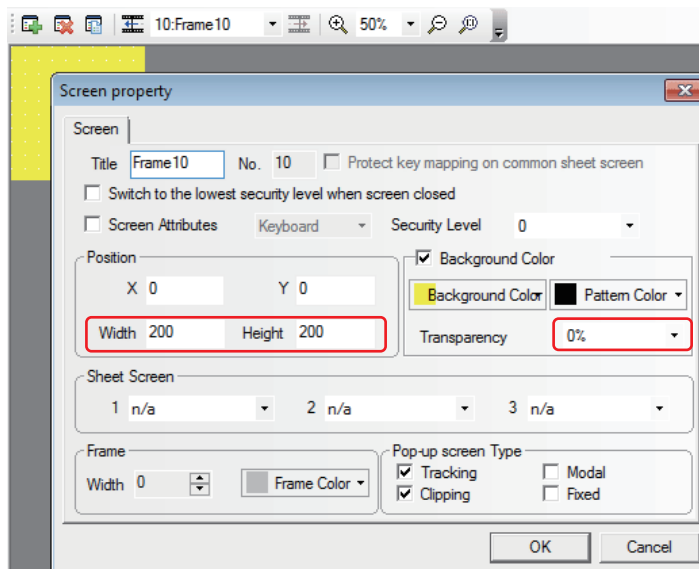 10:Frame10 50%
Screen property
Screen
Title Frame10 No. 10 Protect key mapping on common sheet screen
Switch to the lowest security level when screen closed
Screen Attributes Keyboard Security Level 0
Position Background Color
X 0 Y 0 Background Color Pattern Color
Width 200 Height 200 Transparency 0%
Sheet Screen
1 n/a 2 n/a 3 n/a
Frame Pop-up screen Type
Width 0 Frame Color Tracking Modal
Clipping Fixed
OK Cancel